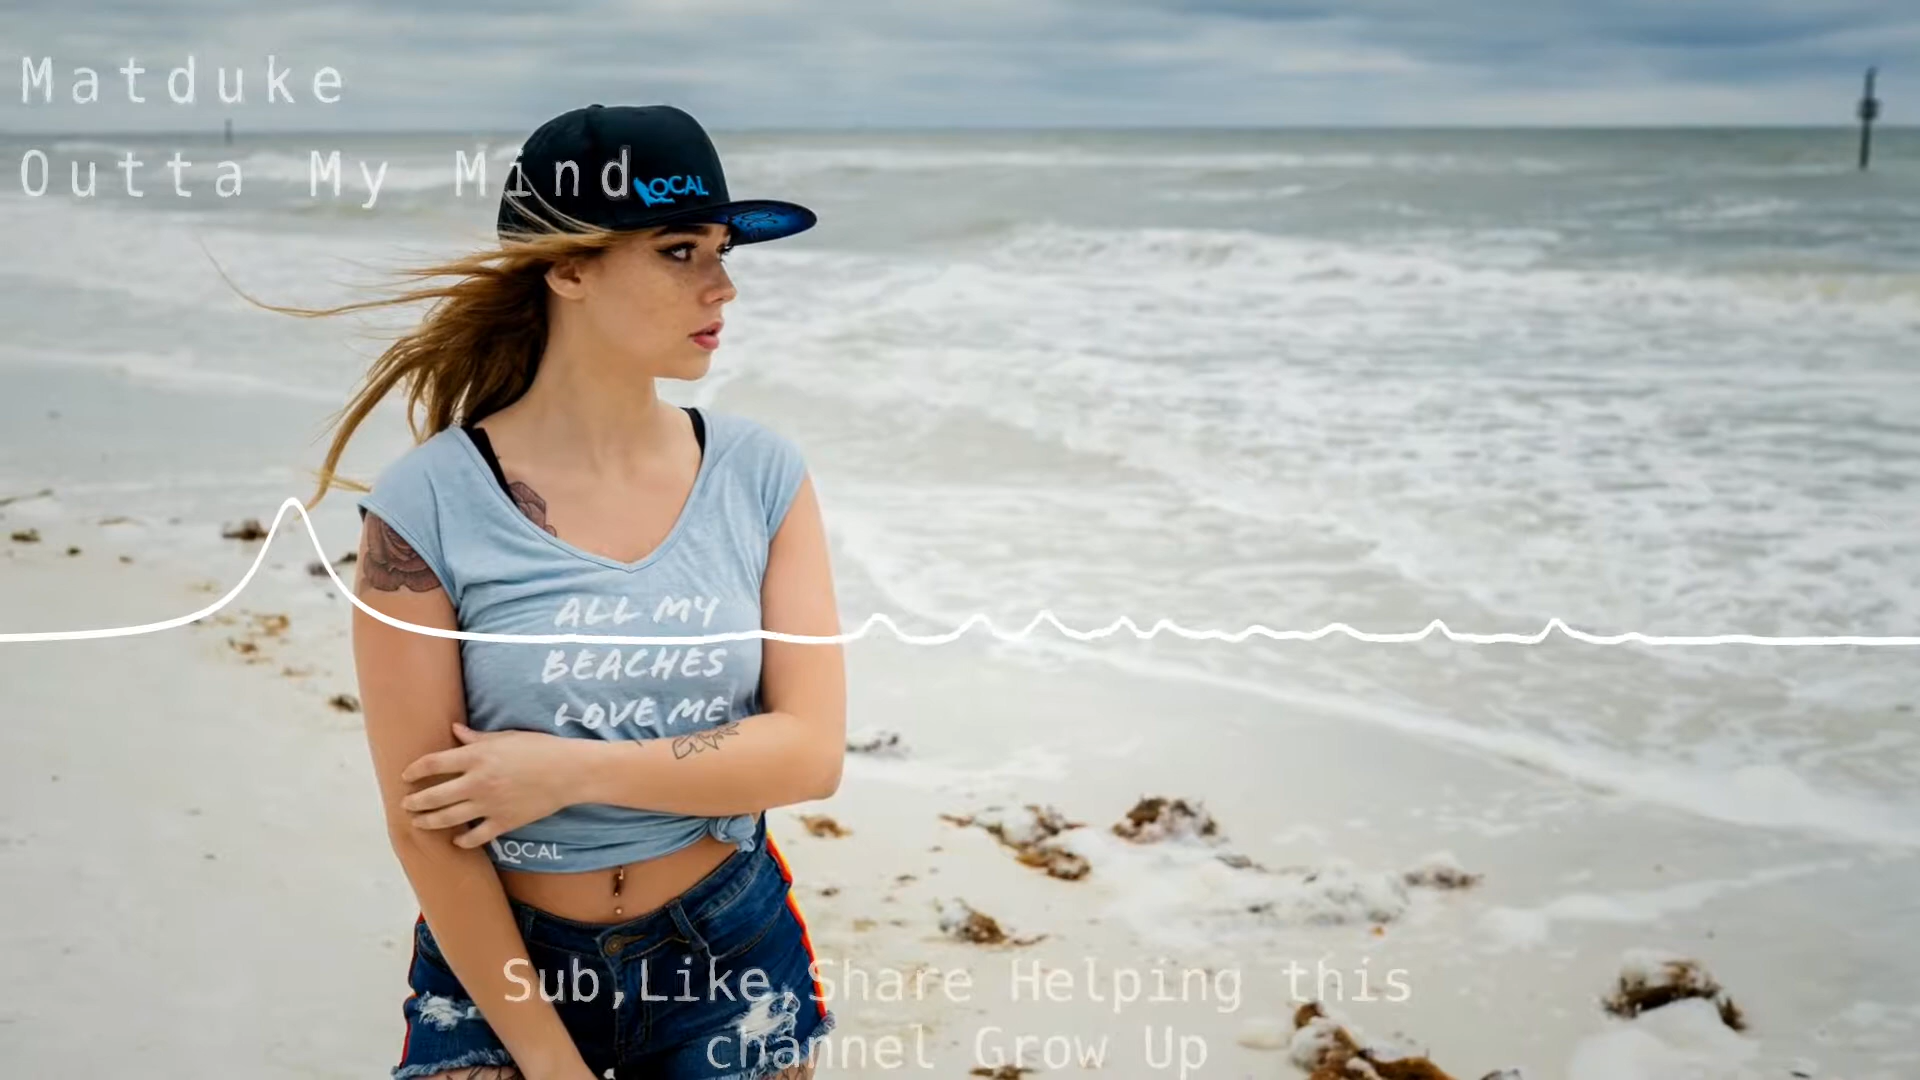 Matduke
Outta My Mind
LOCAL
ALL MY
BEACHES
LOVE ME
LOCAL
Sub,Like,Share Helping this
channel Grow Up